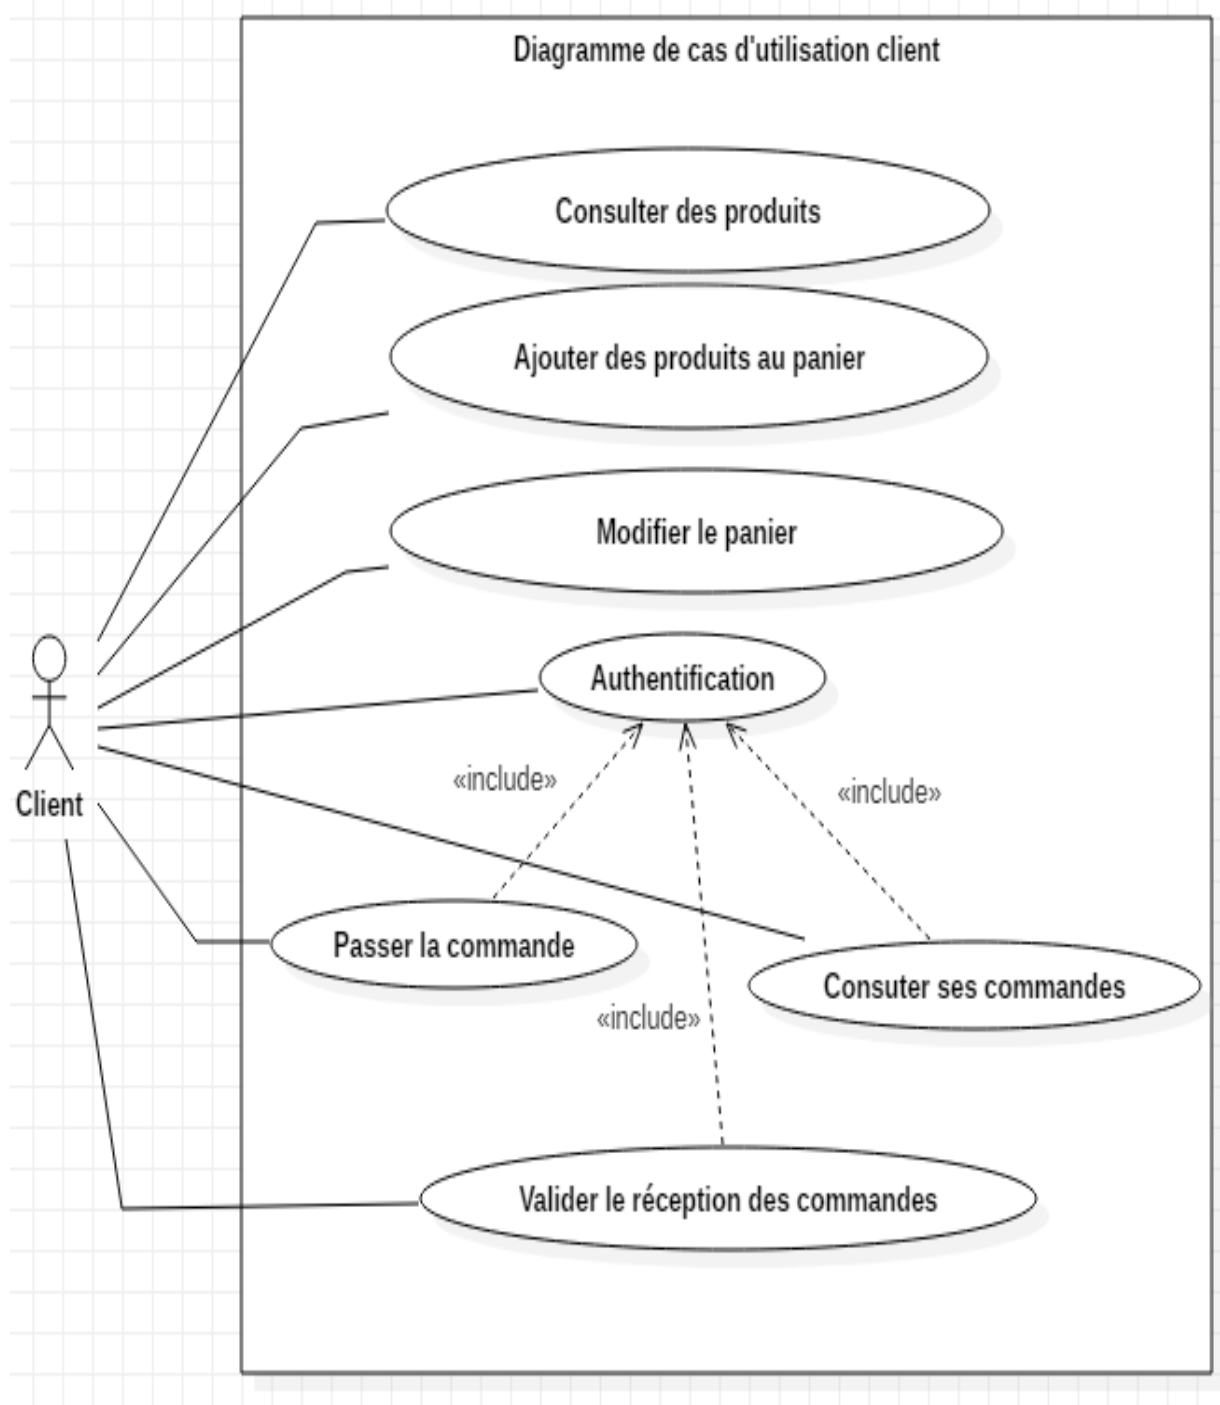 Diagramme de cas d'utilisation client
Consulter des produits
Ajouter des produits au panier
Modifier le panier
Authentification
«include»
«include»
Client
Passer la commande
Consuter ses commandes
«include»
Valider le réception des commandes